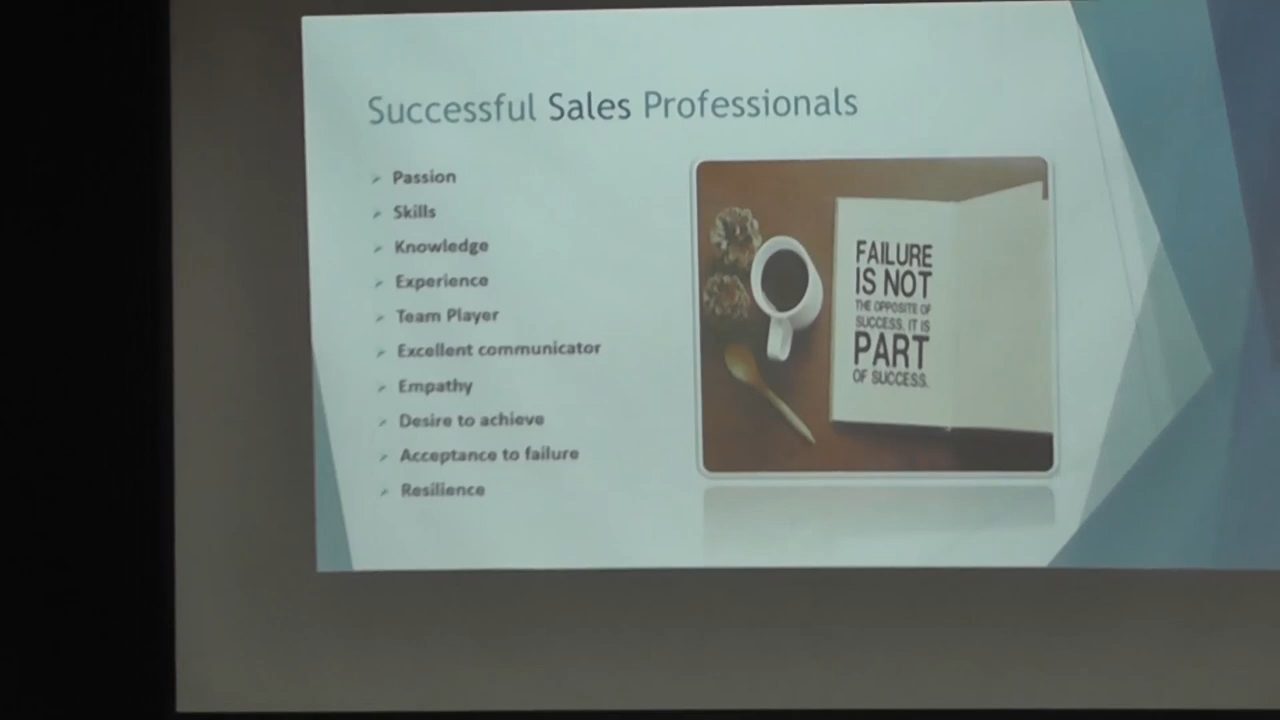 Successful Sales Professionals
Passion
Skills
Knowledge
Experience
Team Player
Excellent communicator
Empathy
Desire to achieve
Acceptance to failure
Resilience
FAILURE
IS NOT
THE OPPOSITE OF
SUCCESS. IT IS
PART
OF SUCCESS.